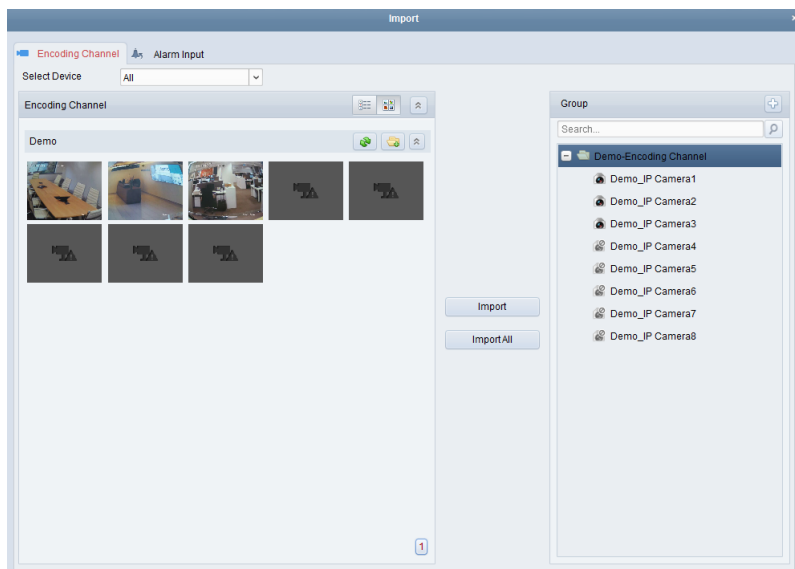 Import
Encoding Channel
Alarm Input
Select Device
All
Encoding Channel
Demo
1
Import
Import All
Group
Search...
Demo-Encoding Channel
Demo_IP Camera1
Demo_IP Camera2
Demo_IP Camera3
Demo_IP Camera4
Demo_IP Camera5
Demo_IP Camera6
Demo_IP Camera7
Demo_IP Camera8